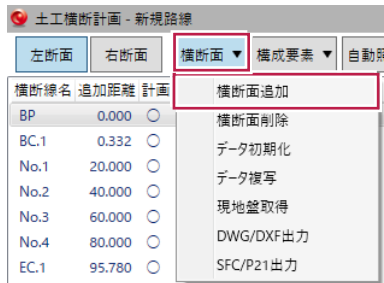 土工横断計画 - 新規路線
左断面 右断面 横断面 ▼ 構成要素 ▼ 自動
横断線名 追加距離 計画
BP 0.000 ○
BC.1 0.332 ○
No.1 20.000 ○
No.2 40.000 ○
No.3 60.000 ○
No.4 80.000 ○
EC.1 95.780 ○
横断面追加
横断面削除
データ初期化
データ複写
現地盤取得
DWG/DXF出力
SFC/P21出力